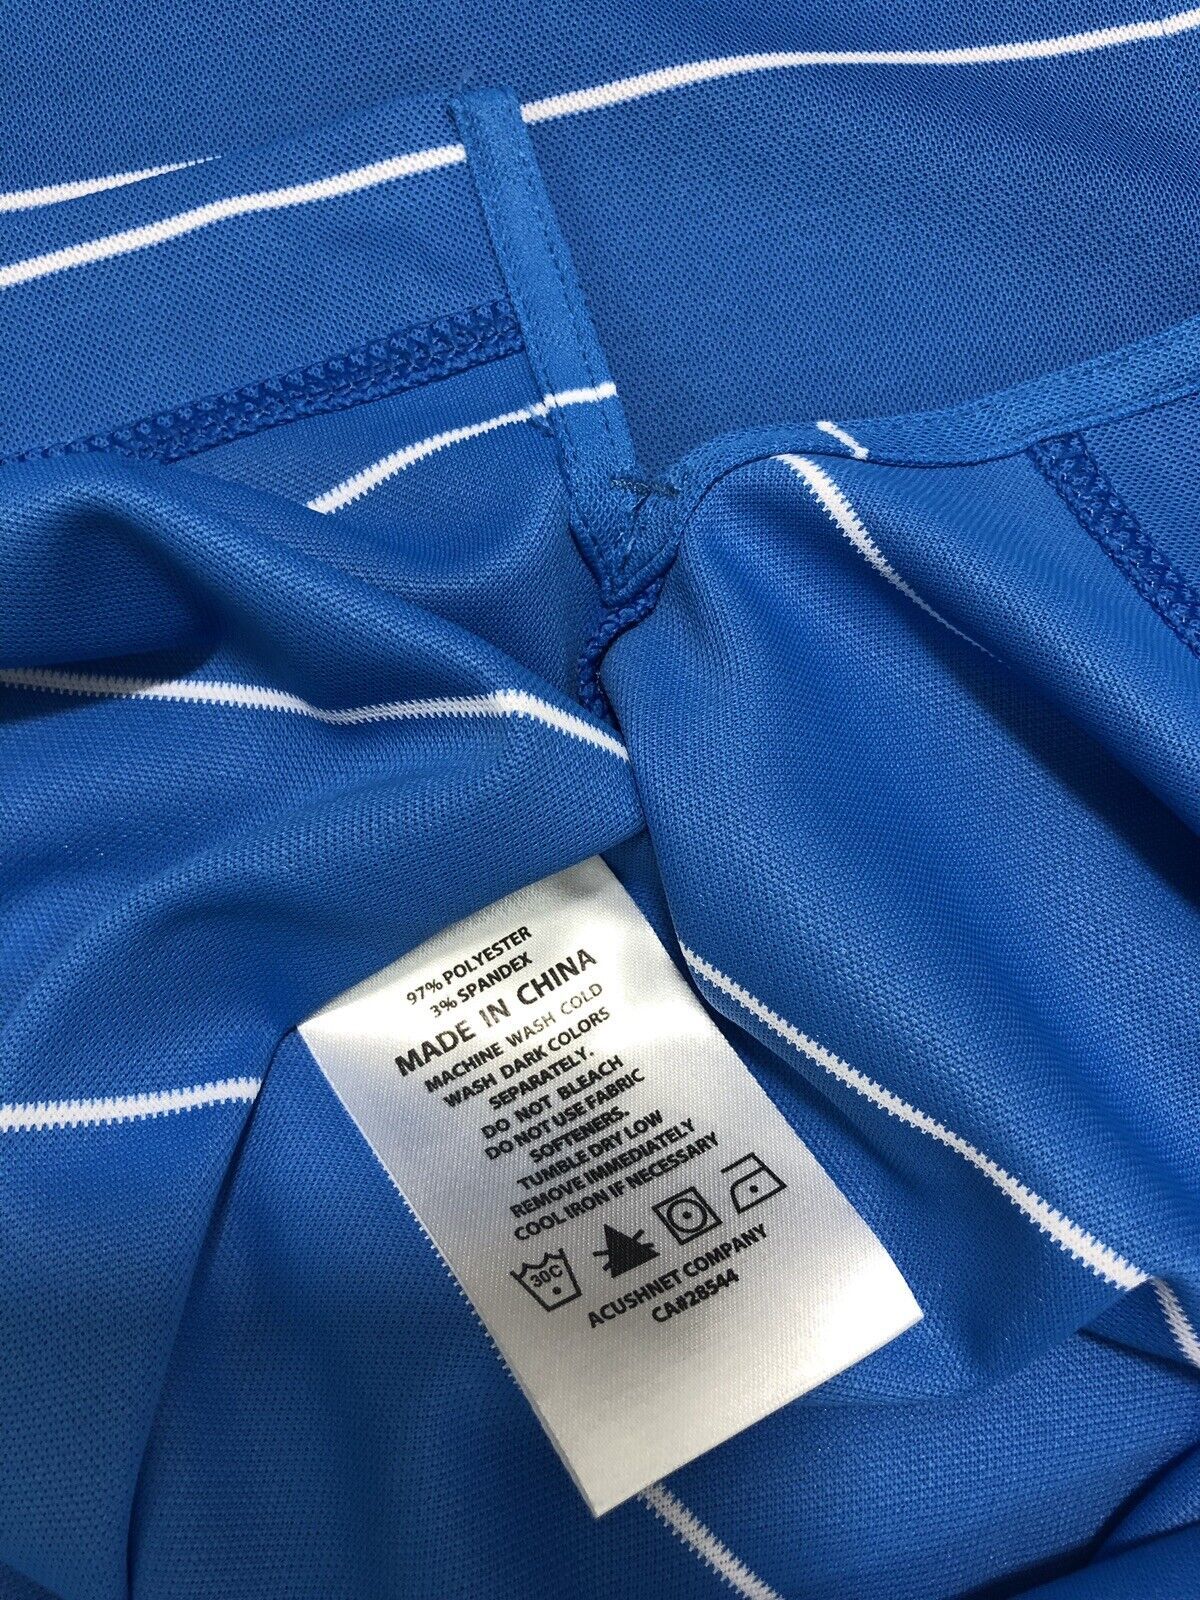 97% POLYESTER
3% SPANDEX
MADE IN CHINA
MACHINE WASH COLD
WASH DARK COLORS
SEPARATELY.
DO NOT BLEACH
DO NOT USE FABRIC
SOFTENERS.
TUMBLE DRY LOW
REMOVE IMMEDIATELY
COOL IRON IF NECESSARY
30C
ACUSHNET COMPANY
CA#28544